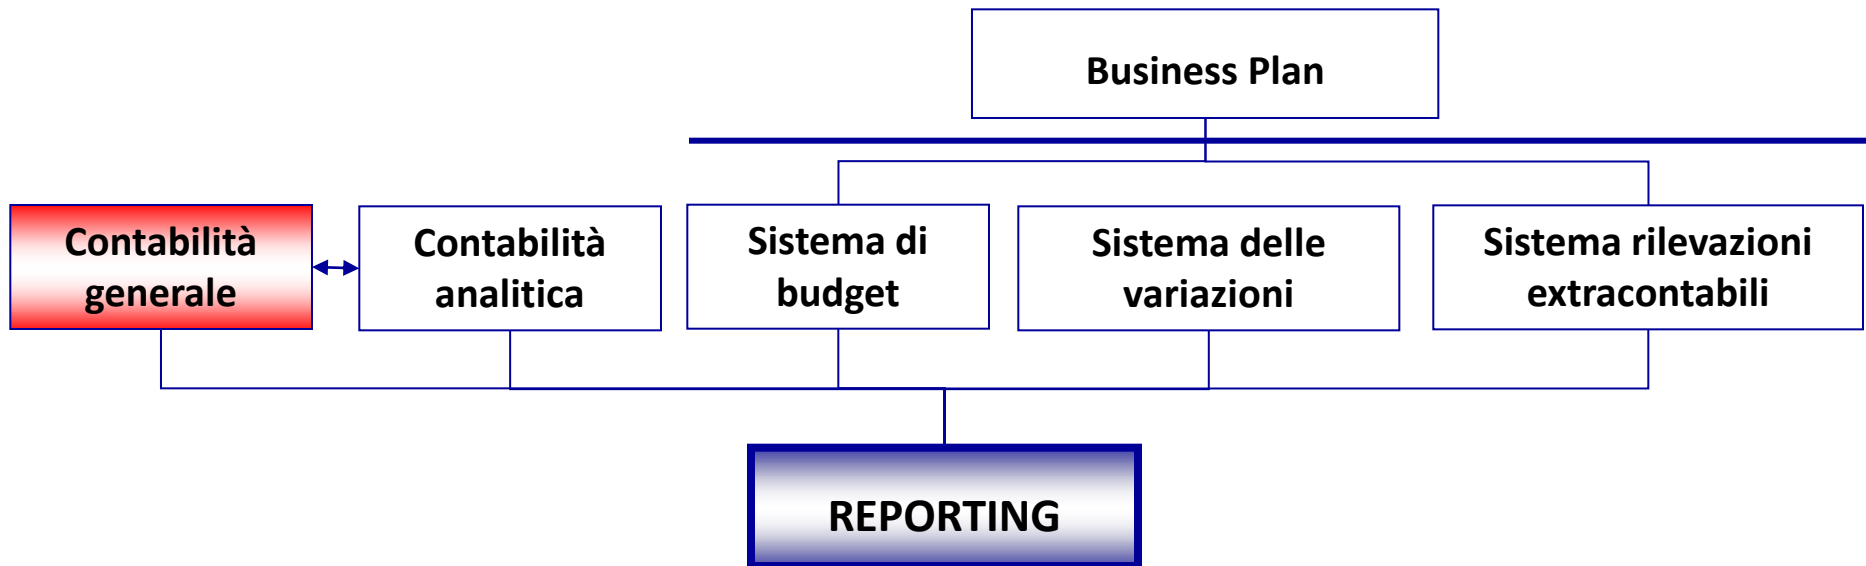 Business Plan
Contabilità
generale
Contabilità
analitica
Sistema di
budget
Sistema delle
variazioni
Sistema rilevazioni
extracontabili
REPORTING